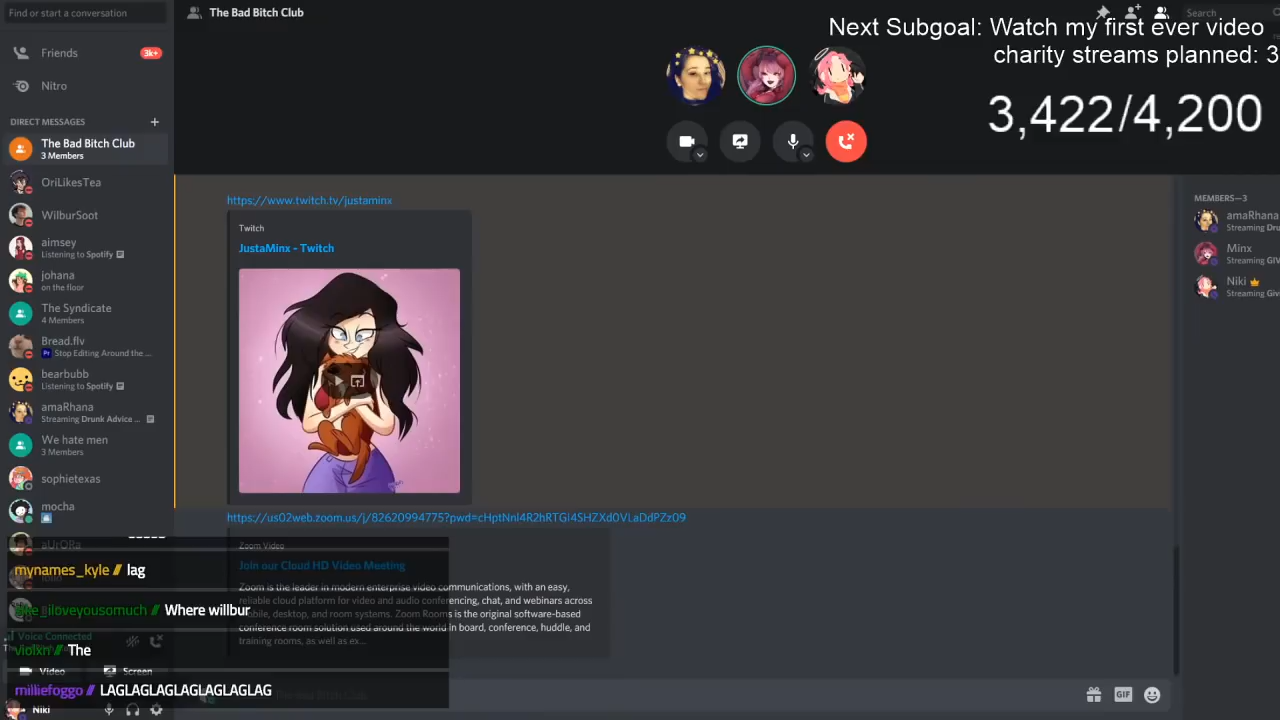 Find or start a conversation
Friends
3k+
Nitro
DIRECT MESSAGES
The Bad Bitch Club
3 Members
OriLikesTea
WilburSoot
aimsey
Listening to Spotify
johana
on the floor
The Syndicate
4 Members
Bread.flv
Pr Stop Editing Around the ...
bearbubb
Listening to Spotify
amaRhana
Streaming Drunk Advice ...
We hate men
3 Members
sophietexas
mocha
aUrORa
Voice Connected
Video
Screen
Niki
mynames_kyle // lag
_iloveyousomuch // Where willbur
violxn // The
milliefoggo // LAGLAGLAGLAGLAGLAGLAG
The Bad Bitch Club
Search
Next Subgoal: Watch my first ever video
charity streams planned: 3
3,422/4,200
https://www.twitch.tv/justaminx
Twitch
JustaMinx - Twitch
https://us02web.zoom.us/j/82620994775?pwd=cHptNnl4R2hRTGl4SHZXd0VLaDdPZz09
Zoom Video
Join our Cloud HD Video Meeting
Zoom is the leader in modern enterprise video communications, with an easy,
reliable cloud platform for video and audio conferencing, chat, and webinars across
mobile, desktop, and room systems. Zoom Rooms is the original software-based
conference room solution used around the world in board, conference, huddle, and
training rooms, as well as ex...
GIF
MEMBERS—3
amaRhana
Streaming Dru
Minx
Streaming GIV
Niki
Streaming Giv